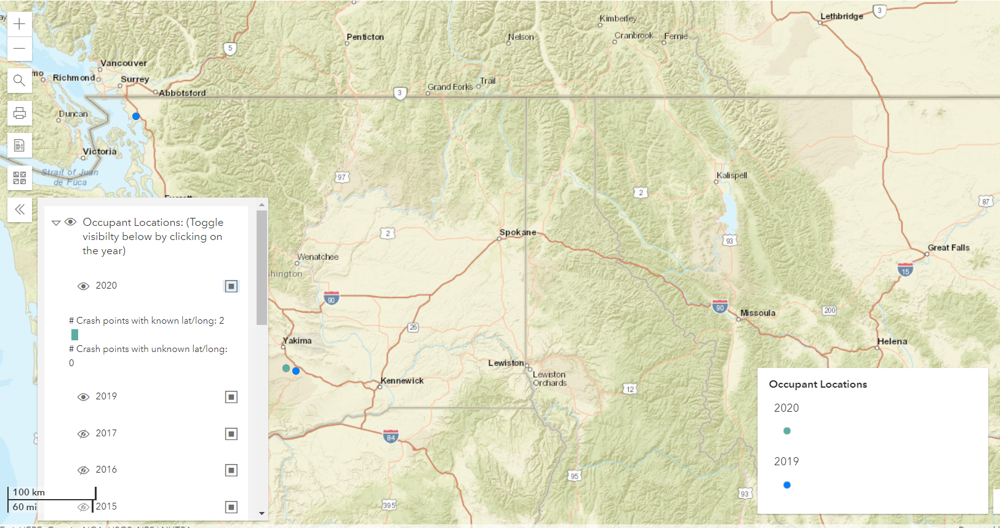 Kimberley
Lethbridge
3
Penticton
Nelson
Cranbrook
Fernie
5
Vancouver
mo
Richmond
Surrey
Trail
Grand Forks
3
Abbotsford
Duncan
Victoria
Strait of Juan
de Fuca
97
Kalispell
2
87
Spokane
2
93
Great Falls
Wenatchee
hington
15
90
90
Missoula
200
26
Yakima
Helena
Lewiston
Lewiston
Orchards
Kennewick
12
84
95
93
395
Occupant Locations: (Toggle
visibilty below by clicking on
the year)
2020
# Crash points with known lat/long: 2
# Crash points with unknown lat/long:
0
2019
2017
2016
2015
100 km
60 mi
Occupant Locations
2020
2019